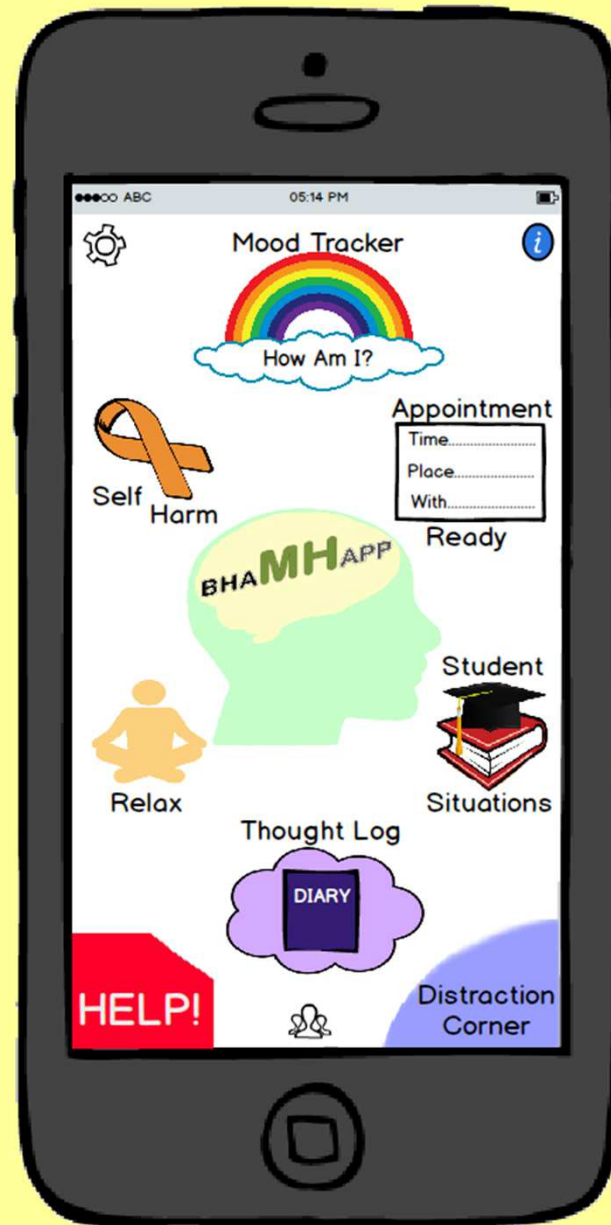 ABC 05:14 PM
Mood Tracker
i
How Am I?
Appointment
Time....................
Place..................
With....................
Ready
Self
Harm
BHAMHAPP
Student
Situations
Relax
Thought Log
DIARY
HELP!
Distraction
Corner